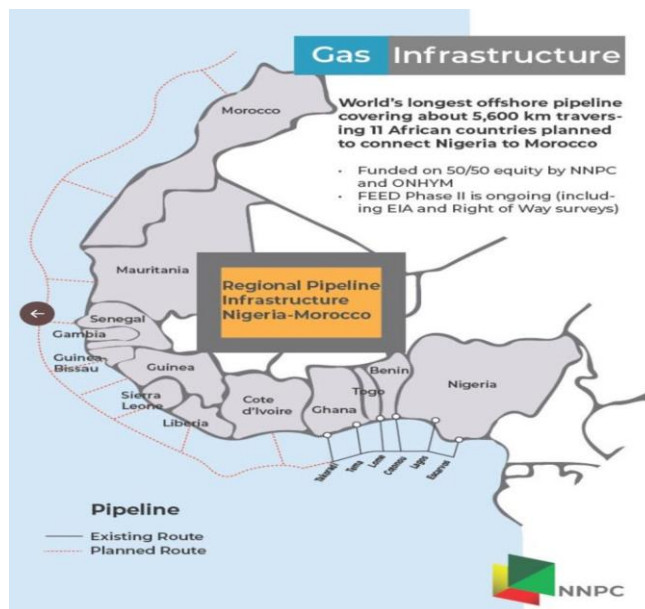 Gas Infrastructure
World's longest offshore pipeline
covering about 5,600 km travers-
ing 11 African countries planned
to connect Nigeria to Morocco
• Funded on 50/50 equity by NNPC
and ONHYM
• FEED Phase II is ongoing (includ-
ing EIA and Right of Way surveys)
Morocco
Mauritania
Regional Pipeline
Infrastructure
Nigeria-Morocco
Senegal
Gambia
Guinea-
Bissau
Guinea
Sierra
Leone
Liberia
Cote
d'Ivoire
Ghana
Togo
Benin
Nigeria
Takoradi
Tema
Lome
Cotonou
Lagos
Escarvos
Pipeline
Existing Route
Planned Route
NNPC